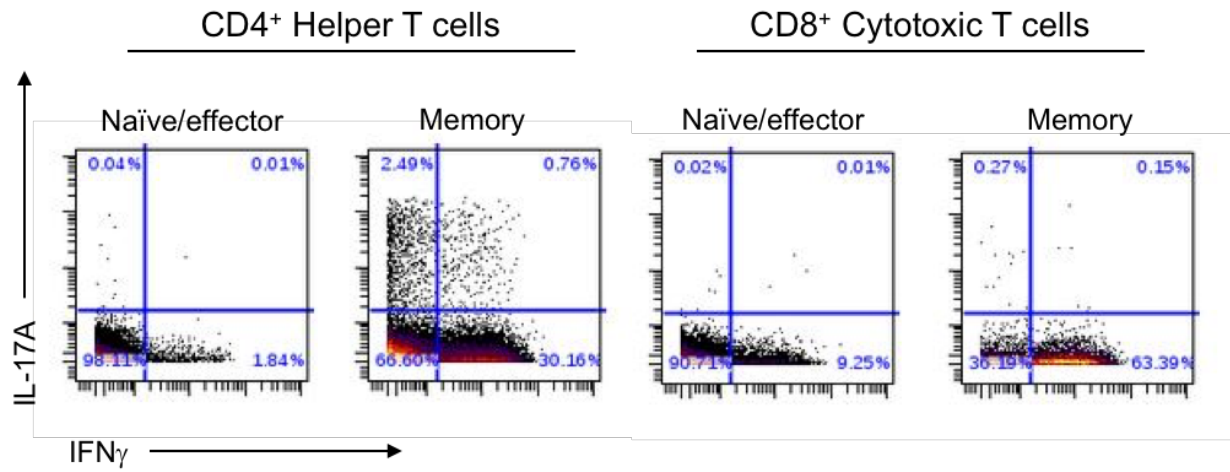 CD4⁺ Helper T cells
CD8⁺ Cytotoxic T cells
Naïve/effector
Memory
Naïve/effector
Memory
0.04% 0.01%
2.49% 0.76%
0.02% 0.01%
0.27% 0.15%
98.11% 1.84%
66.60% 30.16%
90.71% 9.25%
36.19% 63.39%
IL-17A
IFNγ